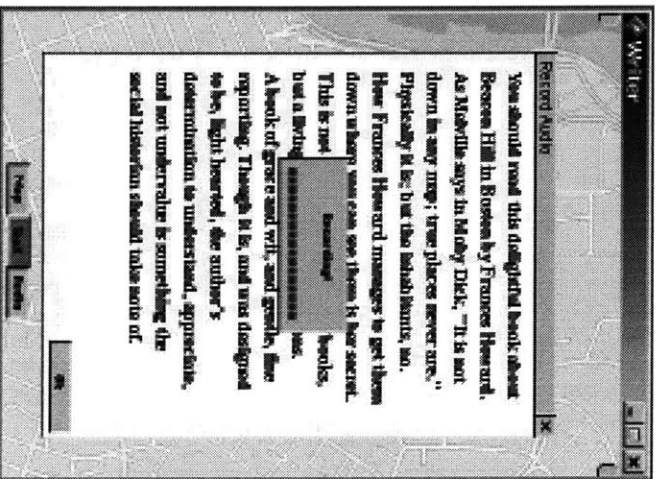 Writer
Record Audio
You should read this delightful book about
Beacon Hill in Boston by Frances Howard.
As Melville says in Moby Dick, "It is not
down in any map; true places never are."
Physically it is; but the inhabitants, no.
How Frances Howard manages to get them
down where you can see them is her secret.
This is not books,
but a living us.
A book of grace and wit, and gentle, fine
reporting. Though it is, and was designed
to be, light hearted, the author's
determination to understand, appreciate,
and not undervalue is something the
social historian should take note of.
Recording!
Map Text Audio